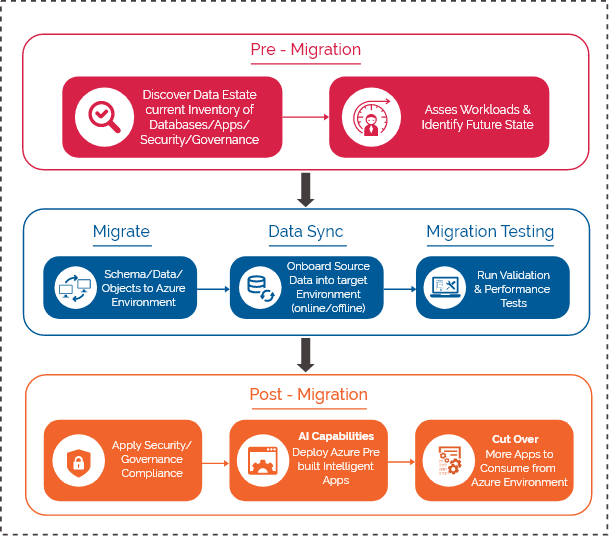 Pre - Migration
Discover Data Estate
current Inventory of
Databases/Apps/
Security/Governance
Asses Workloads &
Identify Future State
Migrate
Schema/Data/
Objects to Azure
Environment
Data Sync
Onboard Source
Data into target
Environment
(online/offline)
Migration Testing
Run Validation
& Performance
Tests
Post - Migration
Apply Security/
Governance
Compliance
AI Capabilities
Deploy Azure Pre
built Intelligent
Apps
Cut Over
More Apps to
Consume from
Azure Environment